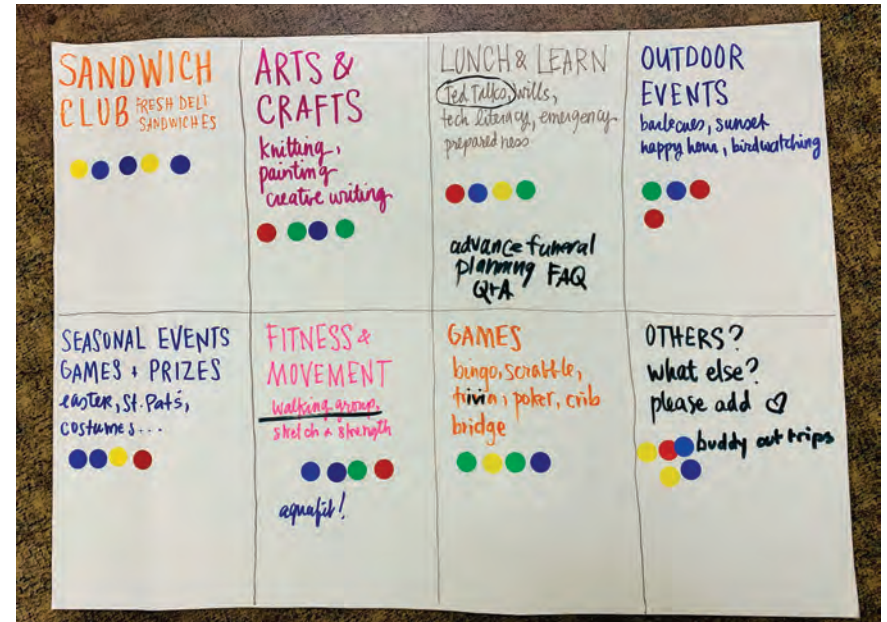 SANDWICH
CLUB FRESH DELI
SANDWICHES
ARTS &
CRAFTS
knitting,
painting
creative writing
LUNCH & LEARN
Ted Talks, wills,
tech literacy, emergency
preparedness
advance funeral
planning FAQ
Q+A
OUTDOOR
EVENTS
barbecues, sunset
happy hour, birdwatching
SEASONAL EVENTS
GAMES + PRIZES
easter, St. Pat's,
costumes...
FITNESS &
MOVEMENT
walking group,
stretch & strength
aquafit!
GAMES
bingo, scrabble,
trivia, poker, crib
bridge
OTHERS?
what else?
please add ♡
buddy out trips